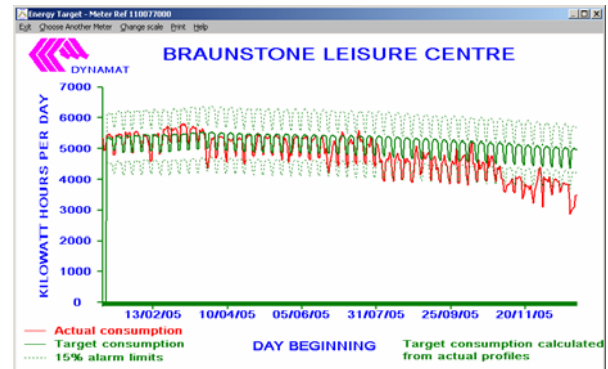 Energy Target - Meter Ref 110077000
Exit Choose Another Meter Change scale Print Help
DYNAMAT
BRAUNSTONE LEISURE CENTRE
KILOWATT HOURS PER DAY
7000
6000
5000
4000
3000
2000
1000
0
13/02/05 10/04/05 05/06/05 31/07/05 25/09/05 20/11/05
Actual consumption
Target consumption
15% alarm limits
DAY BEGINNING
Target consumption calculated
from actual profiles